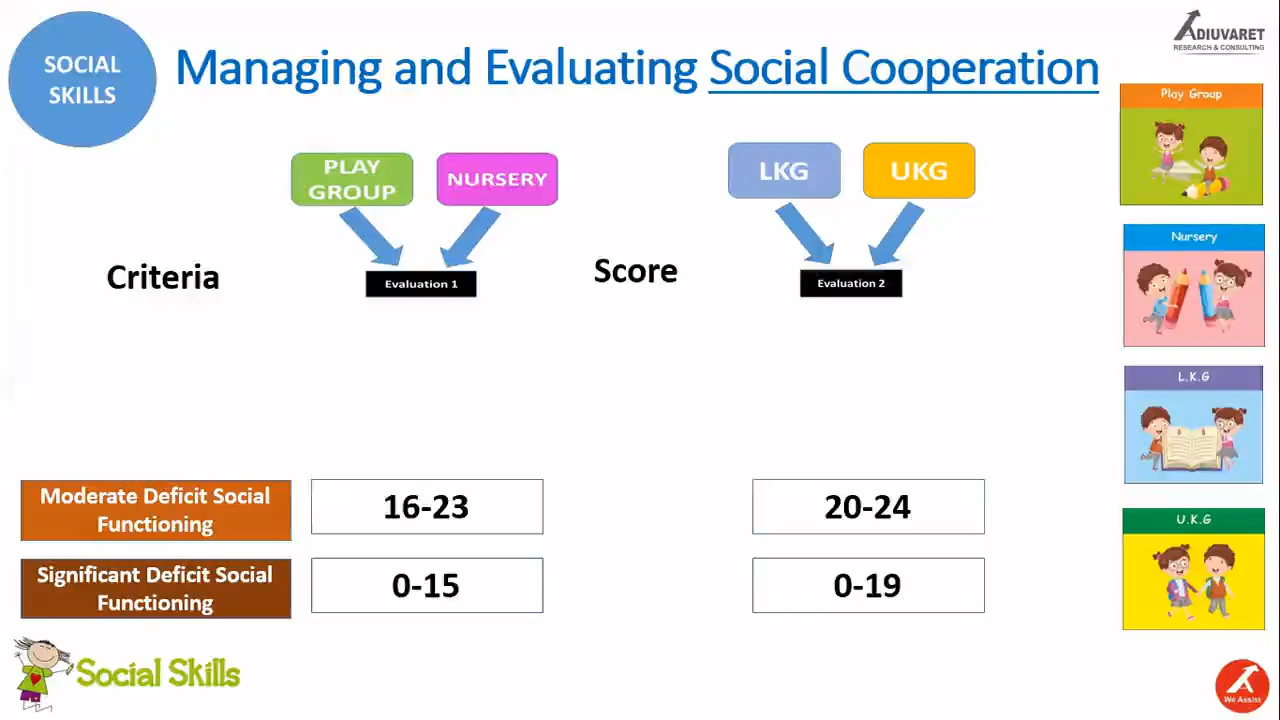 SOCIAL
SKILLS
Managing and Evaluating Social Cooperation
ADIUVARET
RESEARCH & CONSULTING
Play Group
PLAY
GROUP
NURSERY
LKG
UKG
Nursery
Criteria
Evaluation 1
Score
Evaluation 2
L.K.G
Moderate Deficit Social
Functioning
16-23
20-24
U.K.G
Significant Deficit Social
Functioning
0-15
0-19
Social Skills
We Assist